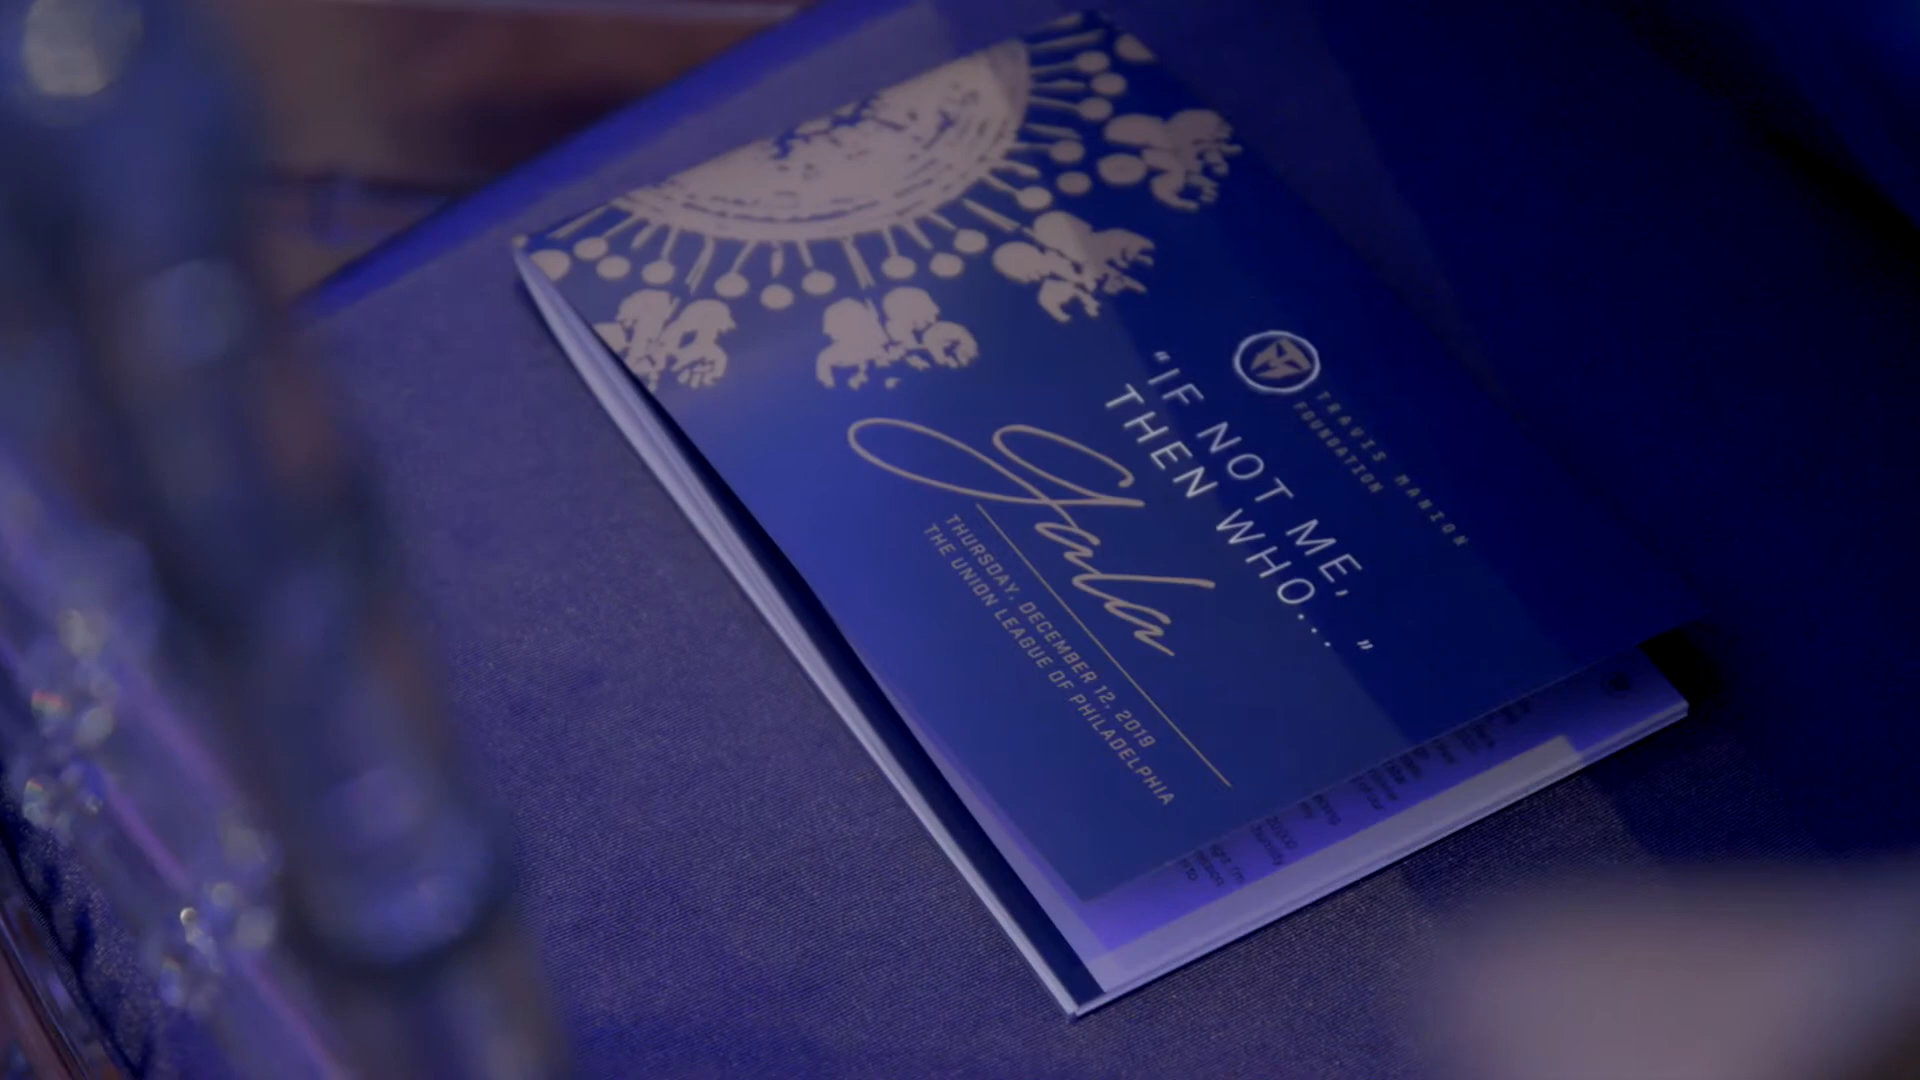 TRAVIS MANION
FOUNDATION
“IF NOT ME,
THEN WHO...”
Gala
THURSDAY, DECEMBER 12, 2019
THE UNION LEAGUE OF PHILADELPHIA